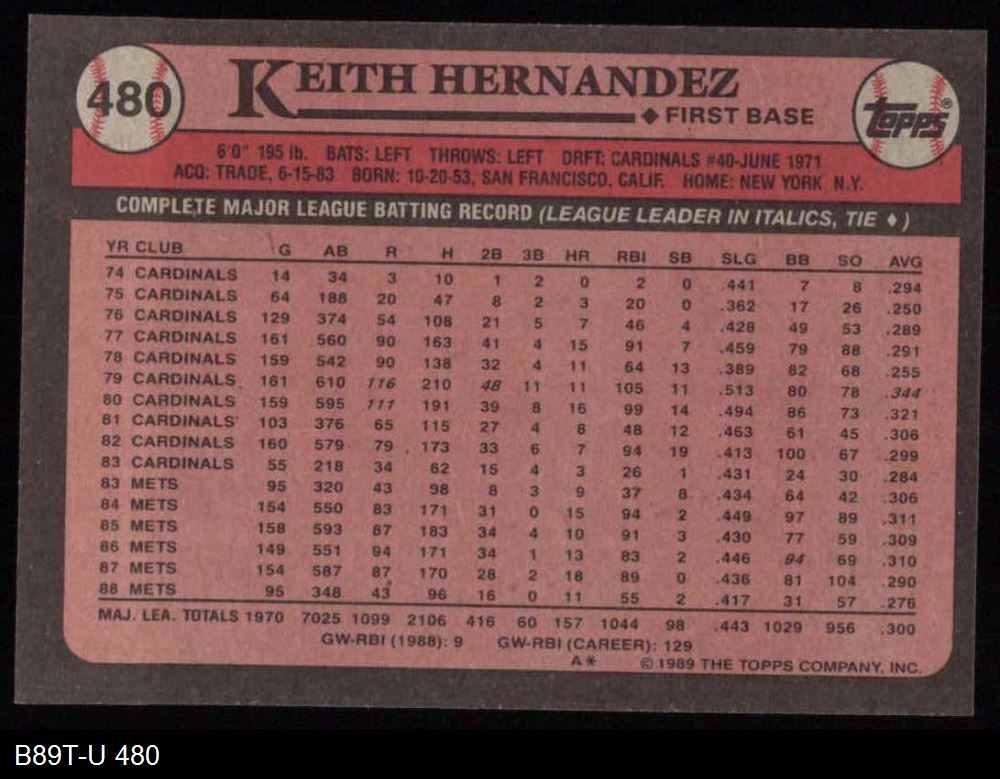 480
KEITH HERNANDEZ
FIRST BASE
TOPPS®
6'0" 195 lb. BATS: LEFT THROWS: LEFT DRFT: CARDINALS #40-JUNE 1971
ACQ: TRADE, 6-15-83 BORN: 10-20-53, SAN FRANCISCO, CALIF. HOME: NEW YORK, N.Y.
COMPLETE MAJOR LEAGUE BATTING RECORD (LEAGUE LEADER IN ITALICS, TIE ♦)
YR CLUB G AB R H 2B 3B HR RBI SB SLG BB SO AVG
74 CARDINALS 14 34 3 10 1 2 0 2 0 .441 7 8 .294
75 CARDINALS 64 188 20 47 8 2 3 20 0 .362 17 26 .250
76 CARDINALS 129 374 54 108 21 5 7 46 4 .428 49 53 .289
77 CARDINALS 161 560 90 163 41 4 15 91 7 .459 79 88 .291
78 CARDINALS 159 542 90 138 32 4 11 64 13 .389 82 68 .255
79 CARDINALS 161 610 116 210 48 11 11 105 11 .513 80 78 .344
80 CARDINALS 159 595 111 191 39 8 16 99 14 .494 86 73 .321
81 CARDINALS 103 376 65 115 27 4 8 48 12 .463 61 45 .306
82 CARDINALS 160 579 79 173 33 6 7 94 19 .413 100 67 .299
83 CARDINALS 55 218 34 62 15 4 3 26 1 .431 24 30 .284
83 METS 95 320 43 98 8 3 9 37 8 .434 64 42 .306
84 METS 154 550 83 171 31 0 15 94 2 .449 97 89 .311
85 METS 158 593 87 183 34 4 10 91 3 .430 77 59 .309
86 METS 149 551 94 171 34 1 13 83 2 .446 94 69 .310
87 METS 154 587 87 170 28 2 18 89 0 .436 81 104 .290
88 METS 95 348 43 96 16 0 11 55 2 .417 31 57 .276
MAJ. LEA. TOTALS 1970 7025 1099 2106 416 60 157 1044 98 .443 1029 956 .300
GW-RBI (1988): 9 GW-RBI (CAREER): 129
A* © 1989 THE TOPPS COMPANY, INC.
B89T-U 480